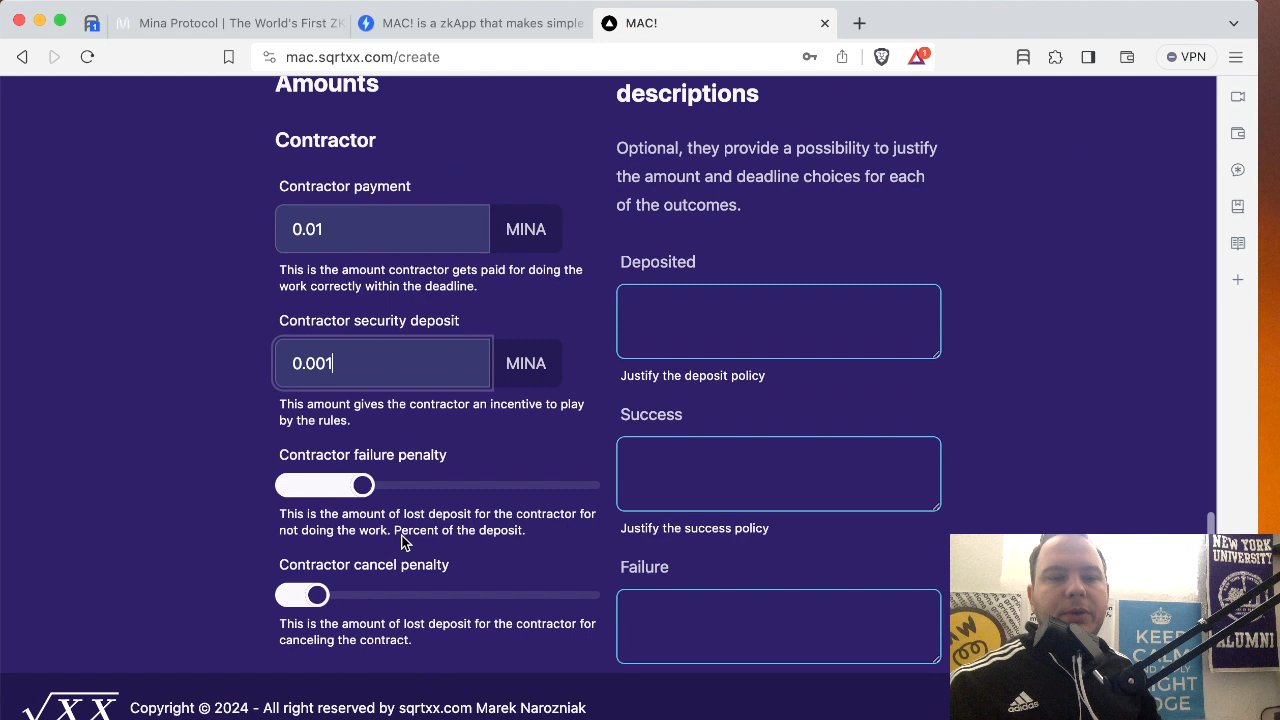 Mina Protocol | The World's First ZK
MAC! is a zkApp that makes simple
MAC!
mac.sqrtxx.com/create
1
VPN
Amounts
Contractor
Contractor payment
0.01
MINA
This is the amount contractor gets paid for doing the
work correctly within the deadline.
Contractor security deposit
0.001
MINA
This amount gives the contractor an incentive to play
by the rules.
Contractor failure penalty
This is the amount of lost deposit for the contractor for
not doing the work. Percent of the deposit.
Contractor cancel penalty
This is the amount of lost deposit for the contractor for
canceling the contract.
descriptions
Optional, they provide a possibility to justify
the amount and deadline choices for each
of the outcomes.
Deposited
Justify the deposit policy
Success
Justify the success policy
Failure
√XX
Copyright © 2024 - All right reserved by sqrtxx.com Marek Narozniak
NEW YORK
UNIVERSITY
ALUMNI
KEEP
CALM
adidas